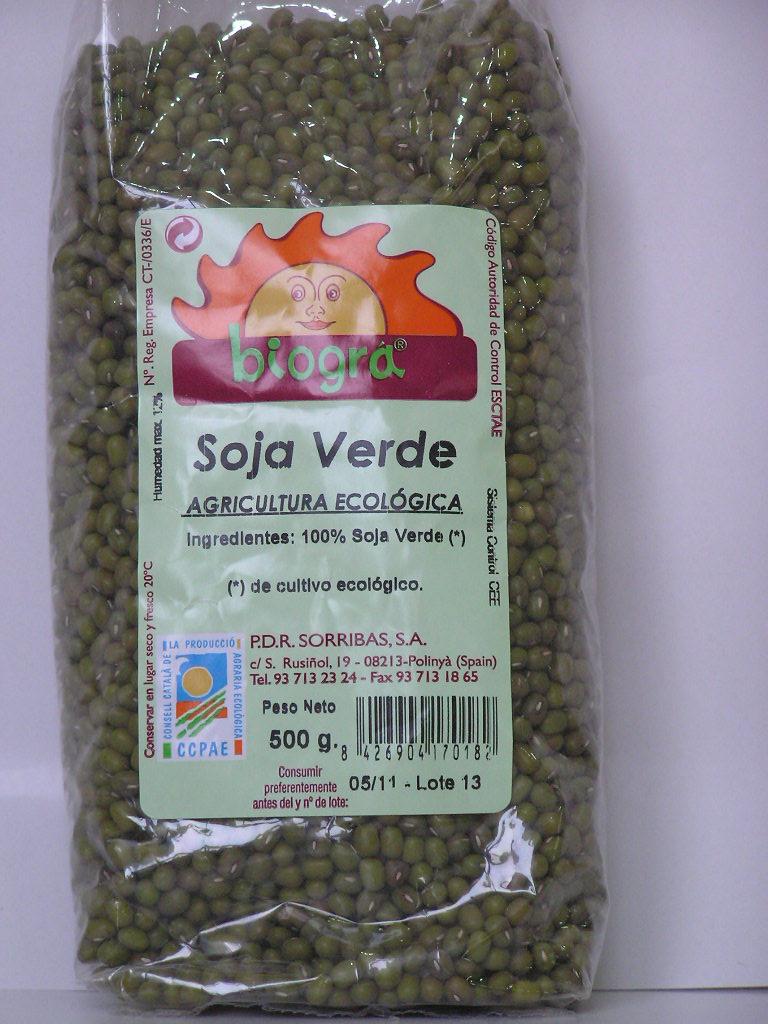 biográ®
Soja Verde
AGRICULTURA ECOLÓGICA
Ingredientes: 100% Soja Verde (*)
(*) de cultivo ecológico.
P.D.R. SORRIBAS, S.A.
c/ S. Rusiñol, 19 - 08213-Polinyà (Spain)
Tel. 93 713 23 24 - Fax 93 713 18 65
Peso Neto
500 g.
8 426904 17018
Consumir
preferentemente
antes del y nº de lote:
05/11 - Lote 13
Nº. Reg. Empresa CT-/0336/E
Humedad max. 12%
Conservar en lugar seco y fresco 20ºC
Código Autoridad de Control ESCTAE
Sistema Control CEE
CONSELL CATALÀ DE
LA PRODUCCIÓ
AGRARIA ECOLÒGICA
CCPAE